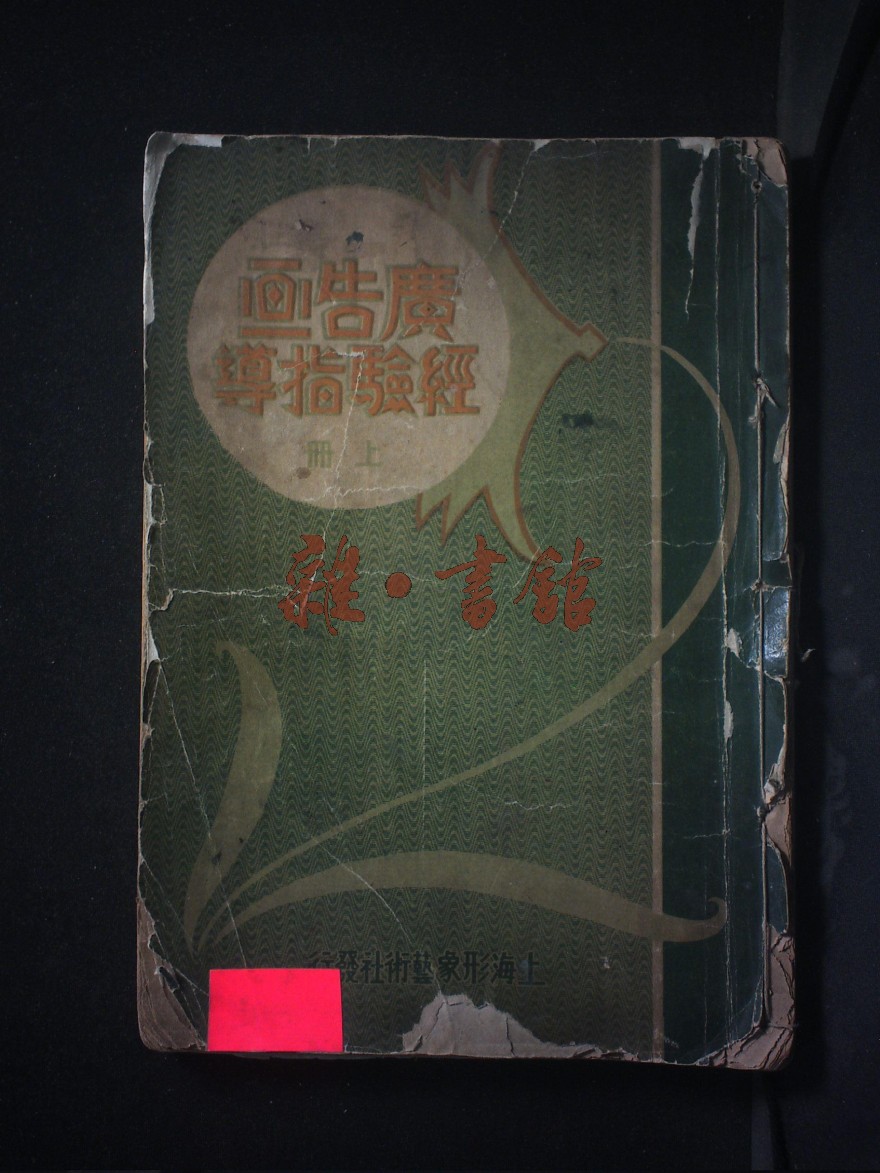 廣告画
經驗指導
上冊
雜·書館
上海形象藝術社發行